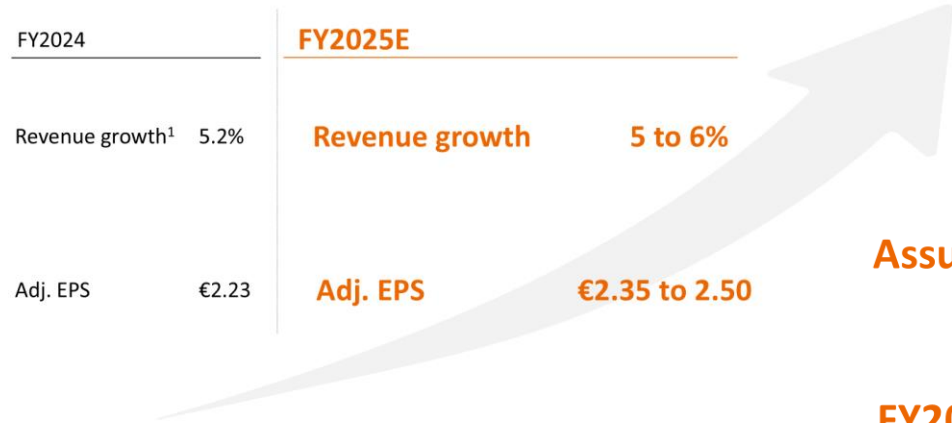 FY2024
FY2025E
Revenue growth¹ 5.2%
Revenue growth 5 to 6%
Adj. EPS €2.23
Adj. EPS €2.35 to 2.50